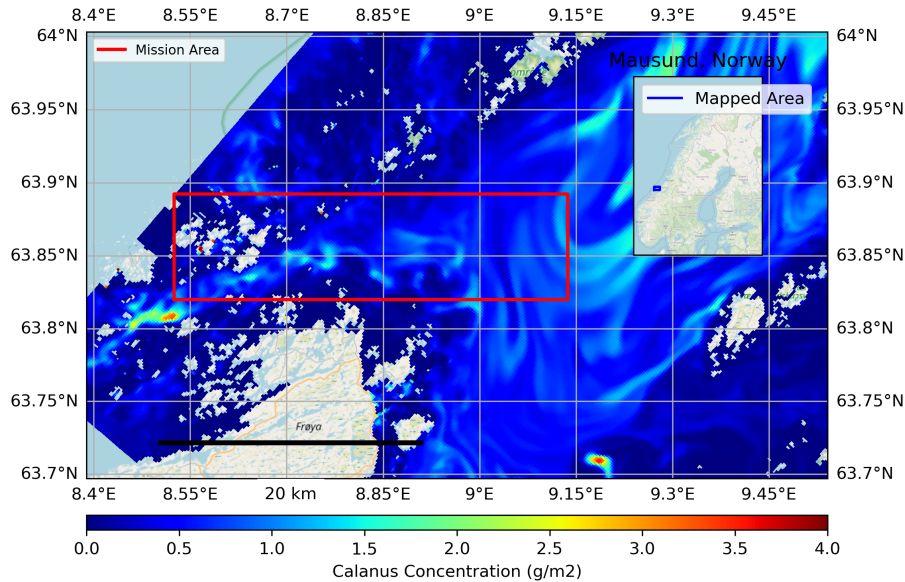 8.4°E 8.55°E 8.7°E 8.85°E 9°E 9.15°E 9.3°E 9.45°E
64°N 64°N
Mission Area
Mausund, Norway
Mapped Area
63.95°N 63.95°N
63.9°N 63.9°N
63.85°N 63.85°N
63.8°N 63.8°N
63.75°N 63.75°N
Frøya
63.7°N 63.7°N
8.4°E 8.55°E 20 km 8.85°E 9°E 9.15°E 9.3°E 9.45°E
0.0 0.5 1.0 1.5 2.0 2.5 3.0 3.5 4.0
Calanus Concentration (g/m2)